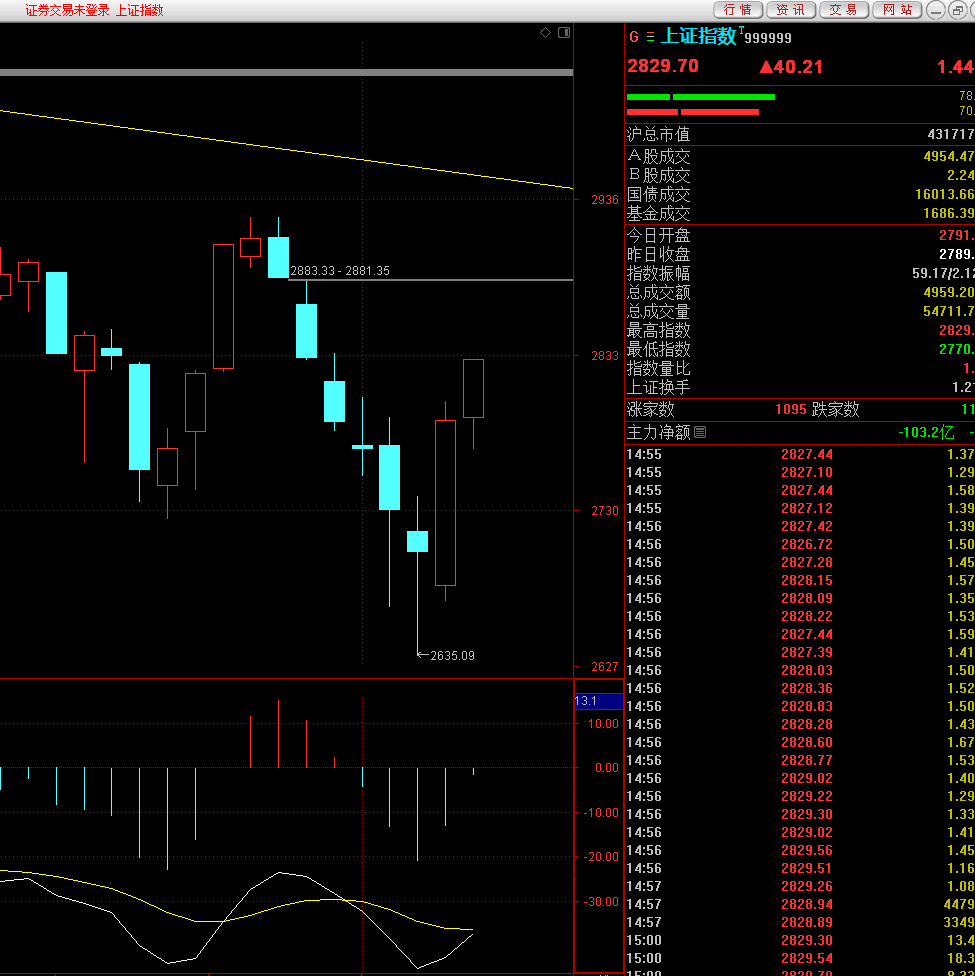 证券交易未登录 上证指数
行情 资讯 交易 网站
G 上证指数 T 999999
2829.70 ▲40.21 1.44
78.
70.
沪总市值 431717
A股成交 4954.47
B股成交 2.24
国债成交 16013.66
基金成交 1686.39
今日开盘 2791.
昨日收盘 2789.
指数振幅 59.17/2.12
总成交额 4959.20
总成交量 54711.7
最高指数 2829.
最低指数 2770.
指数量比 1.
上证换手 1.2
涨家数 1095 跌家数 11
主力净额 -103.2亿 -
14:55 2827.44 1.37
14:55 2827.10 1.29
14:55 2827.44 1.58
14:55 2827.12 1.39
14:56 2827.42 1.39
14:56 2826.72 1.50
14:56 2827.28 1.45
14:56 2828.15 1.57
14:56 2828.09 1.35
14:56 2828.22 1.53
14:56 2827.44 1.59
14:56 2827.39 1.41
14:56 2828.03 1.50
14:56 2828.36 1.52
14:56 2828.83 1.50
14:56 2828.28 1.43
14:56 2828.60 1.67
14:56 2828.77 1.53
14:56 2829.02 1.40
14:56 2829.22 1.29
14:56 2829.30 1.33
14:56 2829.02 1.41
14:56 2829.56 1.45
14:56 2829.51 1.16
14:57 2829.26 1.08
14:57 2828.94 4479
14:57 2828.89 3349
15:00 2829.30 13.4
15:00 2829.54 18.3
2936
2883.33 - 2881.35
2833
2730
2635.09
2627
13.1
10.00
0.00
-10.00
-20.00
-30.00